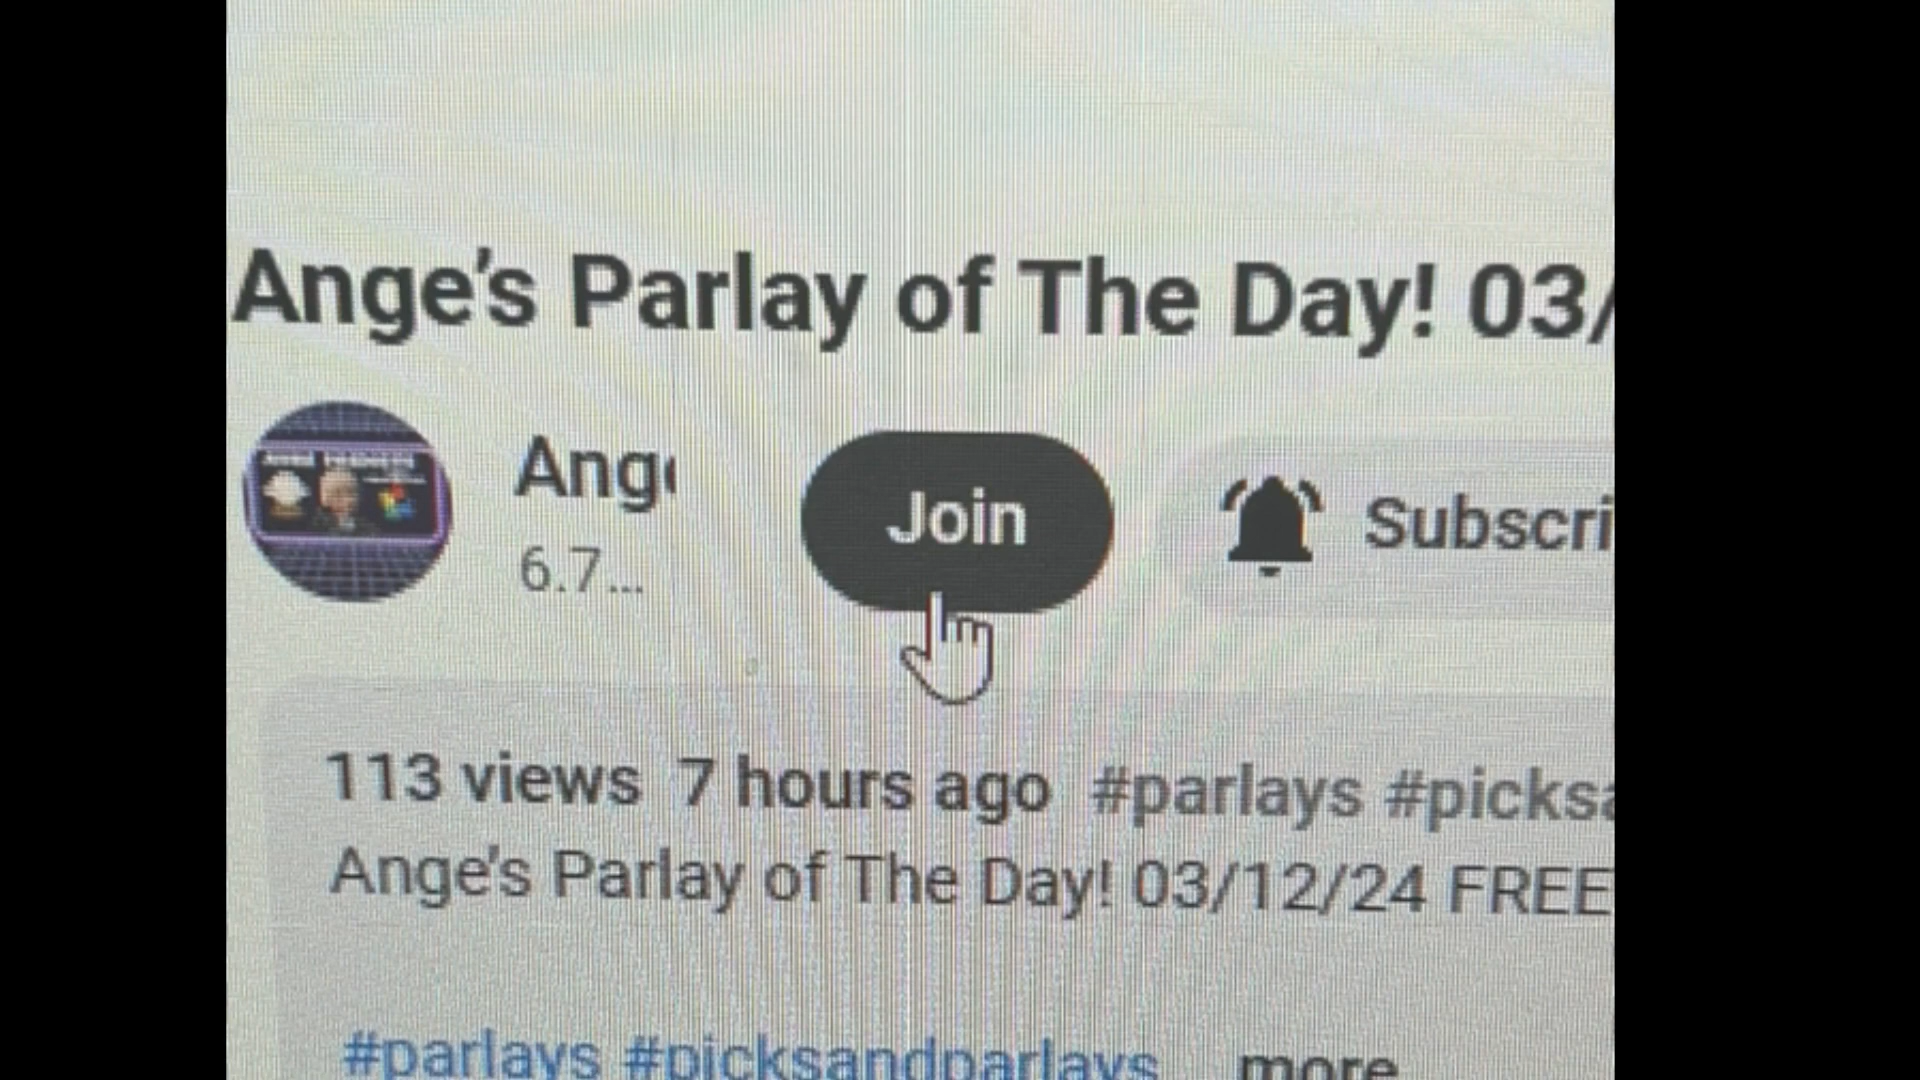 Ange's Parlay of The Day! 03/
Ang
6.7...
Join
Subscri
113 views 7 hours ago #parlays #picksa
Ange's Parlay of The Day! 03/12/24 FREE
#parlays #picksandparlays more